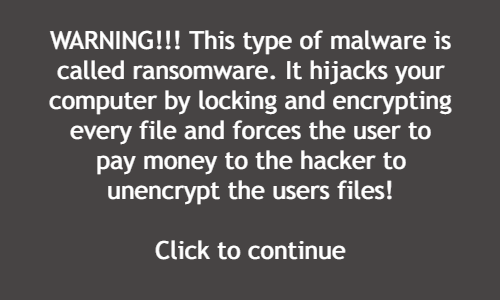 WARNING!!! This type of malware is
called ransomware. It hijacks your
computer by locking and encrypting
every file and forces the user to
pay money to the hacker to
unencrypt the users files!
Click to continue